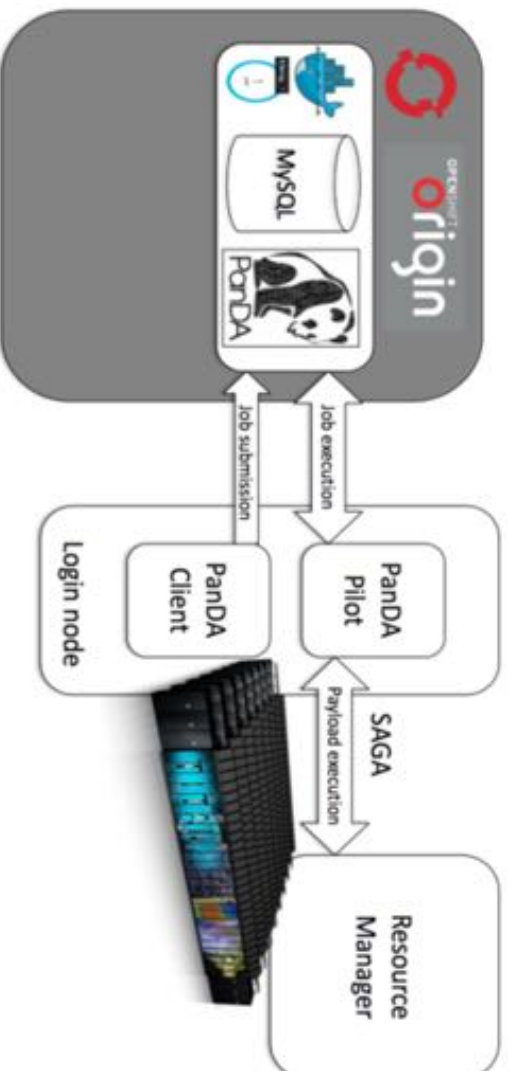 OPENSHIFT
origin
MySQL
PanDA
Job execution
Job submission
PanDA
Pilot
PanDA
Client
Login node
SAGA
Payload execution
TITAN
Resource
Manager